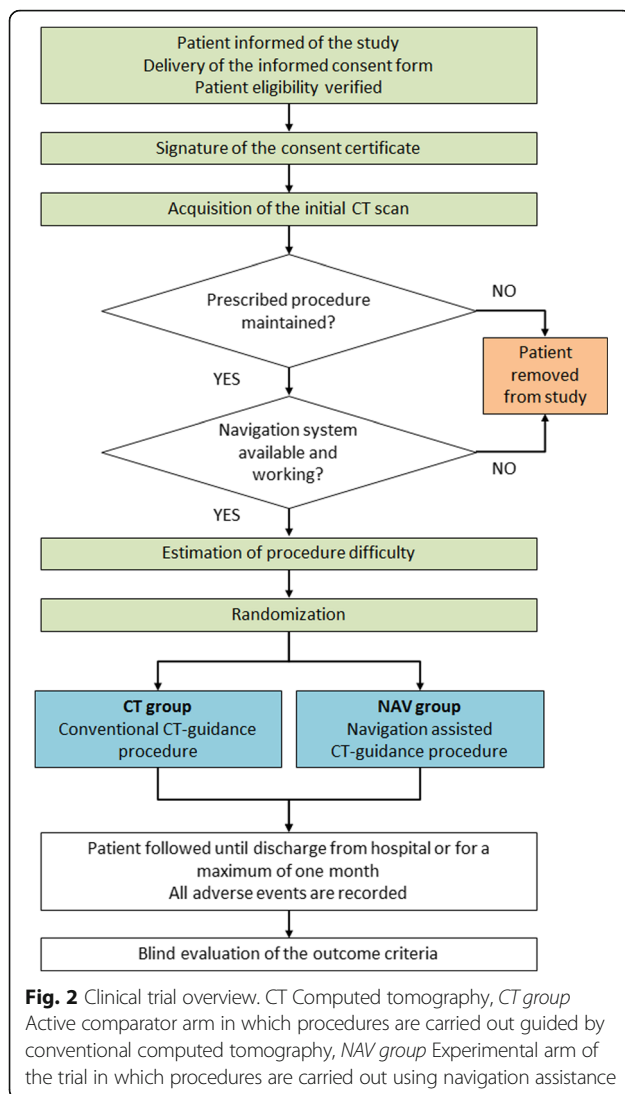 Patient informed of the study
Delivery of the informed consent form
Patient eligibility verified
Signature of the consent certificate
Acquisition of the initial CT scan
Prescribed procedure
maintained?
NO
YES
Patient
removed
from study
Navigation system
available and
working?
NO
YES
Estimation of procedure difficulty
Randomization
CT group
Conventional CT-guidance
procedure
NAV group
Navigation assisted
CT-guidance procedure
Patient followed until discharge from hospital or for a
maximum of one month
All adverse events are recorded
Blind evaluation of the outcome criteria
Fig. 2 Clinical trial overview. CT Computed tomography, CT group
Active comparator arm in which procedures are carried out guided by
conventional computed tomography, NAV group Experimental arm of
the trial in which procedures are carried out using navigation assistance